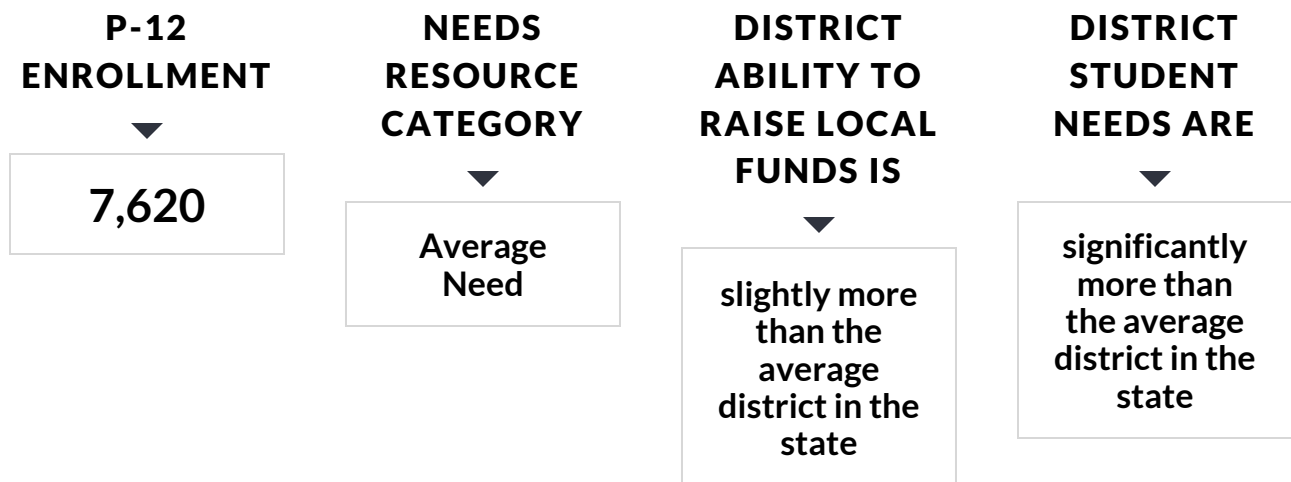 P-12
ENROLLMENT
7,620
NEEDS
RESOURCE
CATEGORY
Average
Need
DISTRICT
ABILITY TO
RAISE LOCAL
FUNDS IS
slightly more
than the
average
district in the
state
DISTRICT
STUDENT
NEEDS ARE
significantly
more than
the average
district in the
state